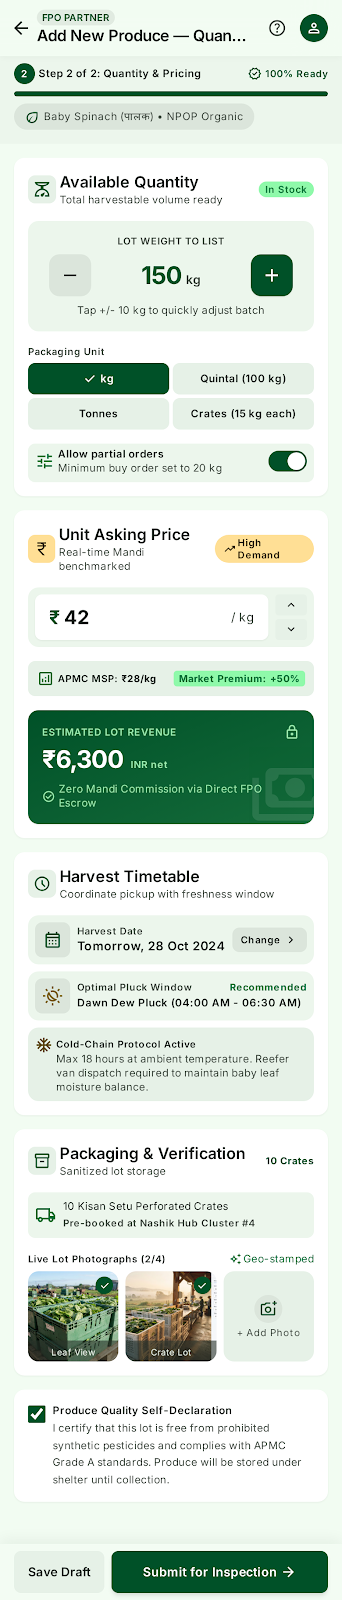 FPO PARTNER
Add New Produce — Quan...
2 Step 2 of 2: Quantity & Pricing
100% Ready
Baby Spinach (पालक) • NPOP Organic
Available Quantity
Total harvestable volume ready
In Stock
LOT WEIGHT TO LIST
− 150 kg +
Tap +/- 10 kg to quickly adjust batch
Packaging Unit
kg
Quintal (100 kg)
Tonnes
Crates (15 kg each)
Allow partial orders
Minimum buy order set to 20 kg
₹
Unit Asking Price
Real-time Mandi
benchmarked
High
Demand
₹ 42 / kg
APMC MSP: ₹28/kg
Market Premium: +50%
ESTIMATED LOT REVENUE
₹6,300 INR net
Zero Mandi Commission via Direct FPO
Escrow
Harvest Timetable
Coordinate pickup with freshness window
Harvest Date
Tomorrow, 28 Oct 2024
Change
Optimal Pluck Window
Recommended
Dawn Dew Pluck (04:00 AM - 06:30 AM)
Cold-Chain Protocol Active
Max 18 hours at ambient temperature. Reefer
van dispatch required to maintain baby leaf
moisture balance.
Packaging & Verification
Sanitized lot storage
10 Crates
10 Kisan Setu Perforated Crates
Pre-booked at Nashik Hub Cluster #4
Live Lot Photographs (2/4)
Geo-stamped
Leaf View
Crate Lot
+ Add Photo
Produce Quality Self-Declaration
I certify that this lot is free from prohibited
synthetic pesticides and complies with APMC
Grade A standards. Produce will be stored under
shelter until collection.
Save Draft
Submit for Inspection →